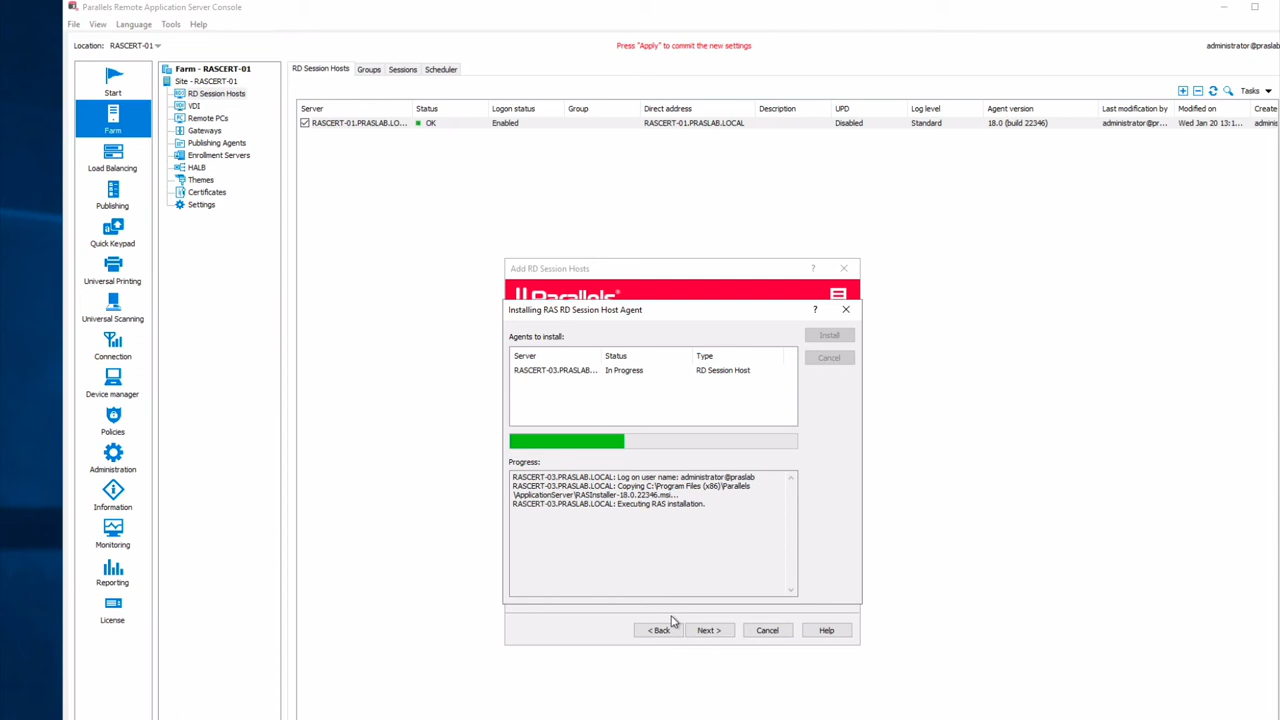 Parallels Remote Application Server Console
File View Language Tools Help
Location: RASCERT-01
Press "Apply" to commit the new settings
administrator@praslab
Start
Farm
Load Balancing
Publishing
Quick Keypad
Universal Printing
Universal Scanning
Connection
Device manager
Policies
Administration
Information
Monitoring
Reporting
License
Farm - RASCERT-01
Site - RASCERT-01
RD Session Hosts
VDI
Remote PCs
Gateways
Publishing Agents
Enrollment Servers
HALB
Themes
Certificates
Settings
RD Session Hosts Groups Sessions Scheduler
Tasks
Server Status Logon status Group Direct address Description UPD Log level Agent version Last modification by Modified on Create
RASCERT-01.PRASLAB.LO... OK Enabled RASCERT-01.PRASLAB.LOCAL Disabled Standard 18.0 (build 22346) administrator@pr... Wed Jan 20 13:1... adminis
Add RD Session Hosts ?
Parallels®
Installing RAS RD Session Host Agent ?
Agents to install:
Install
Cancel
Server Status Type
RASCERT-03.PRASLAB... In Progress RD Session Host
Progress:
RASCERT-03.PRASLAB.LOCAL: Log on user name: administrator@praslab
RASCERT-03.PRASLAB.LOCAL: Copying C:\Program Files (x86)\Parallels
\ApplicationServer\RASInstaller-18.0.22346.msi...
RASCERT-03.PRASLAB.LOCAL: Executing RAS installation.
< Back Next > Cancel Help